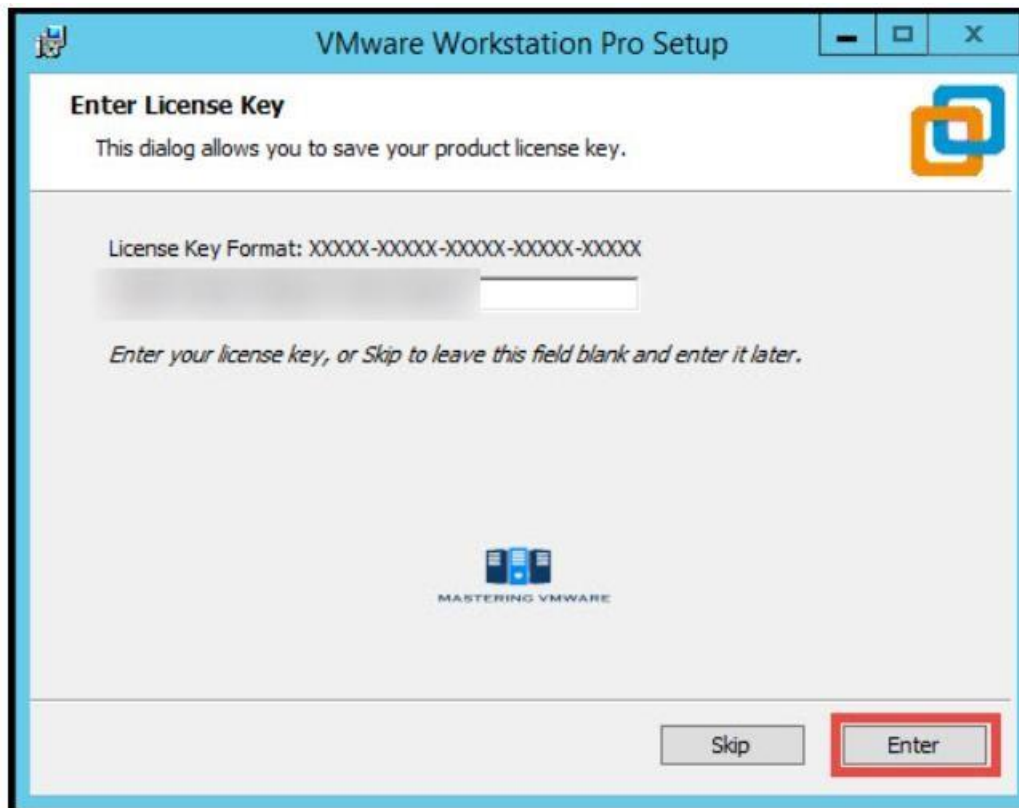 VMware Workstation Pro Setup
Enter License Key
This dialog allows you to save your product license key.
License Key Format: XXXXX-XXXXX-XXXXX-XXXXX-XXXXX
Enter your license key, or Skip to leave this field blank and enter it later.
MASTERING VMWARE
Skip
Enter